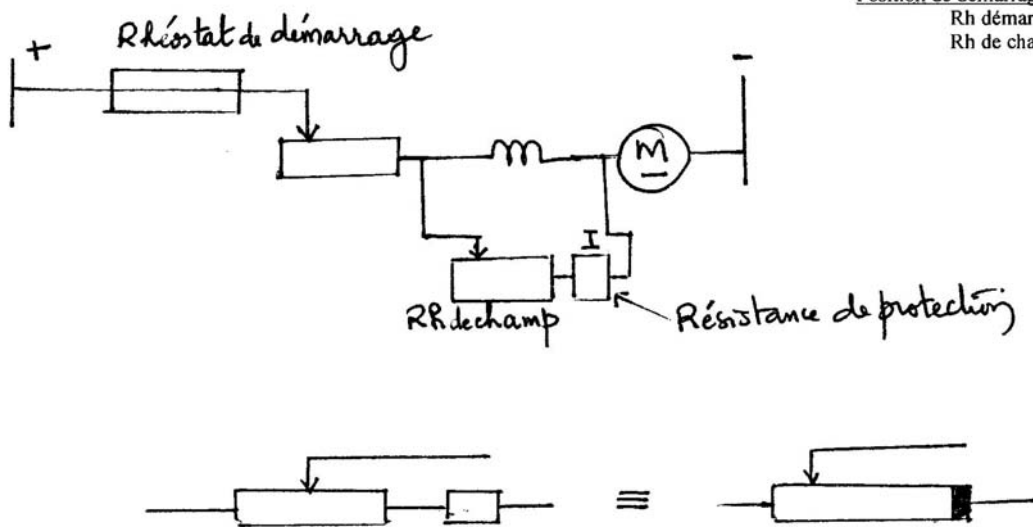 Rh démar
Rh de cha
+
Rhéostat de démarrage
-
M
I
Rh de champ
Résistance de protection